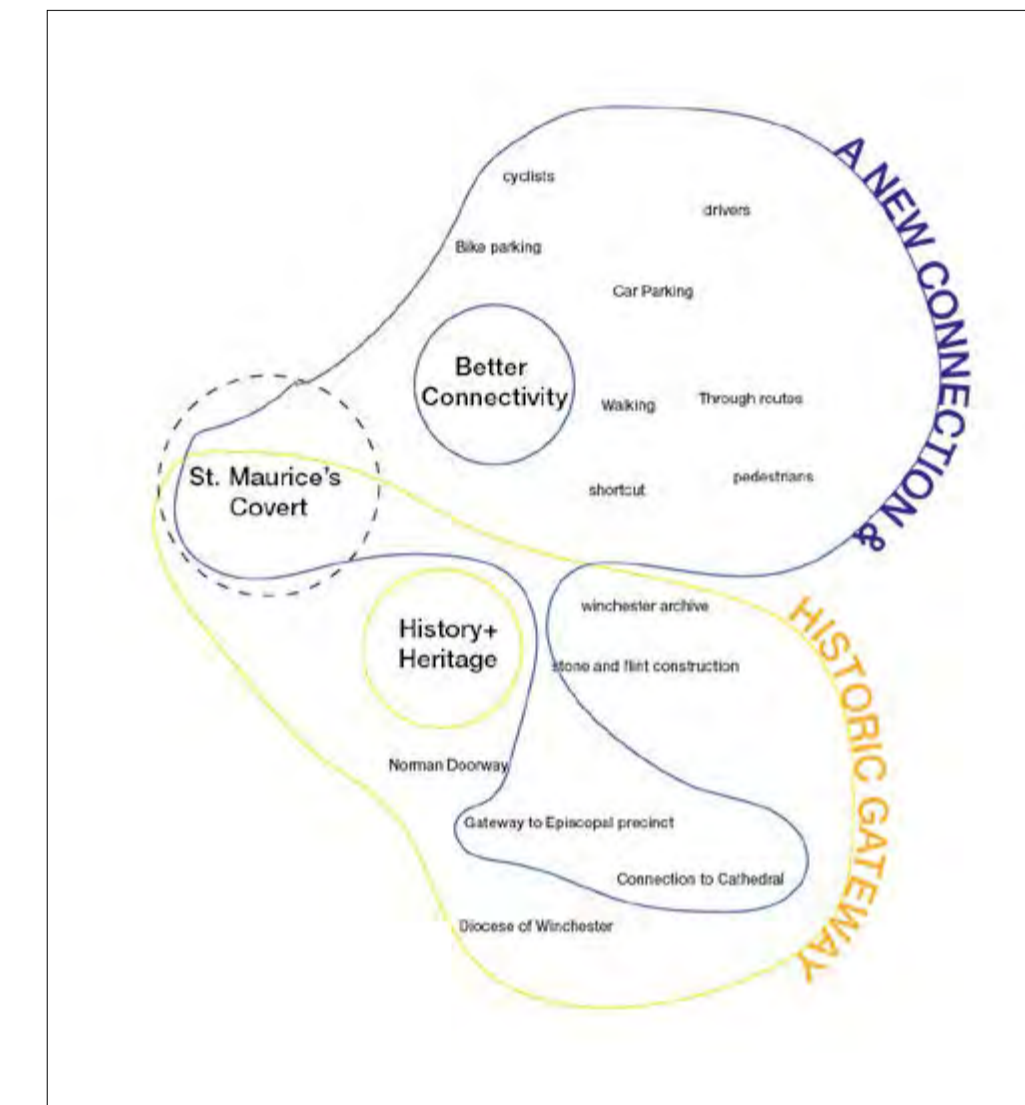 A NEW CONNECTION &
cyclists
drivers
Bike parking
Car Parking
Better
Connectivity
Walking
Through routes
St. Maurice's
Covert
shortcut
pedestrians
HISTORIC GATEWAY
winchester archive
History+
Heritage
stone and flint construction
Norman Doorway
Gateway to Episcopal precinct
Connection to Cathedral
Diocese of Winchester